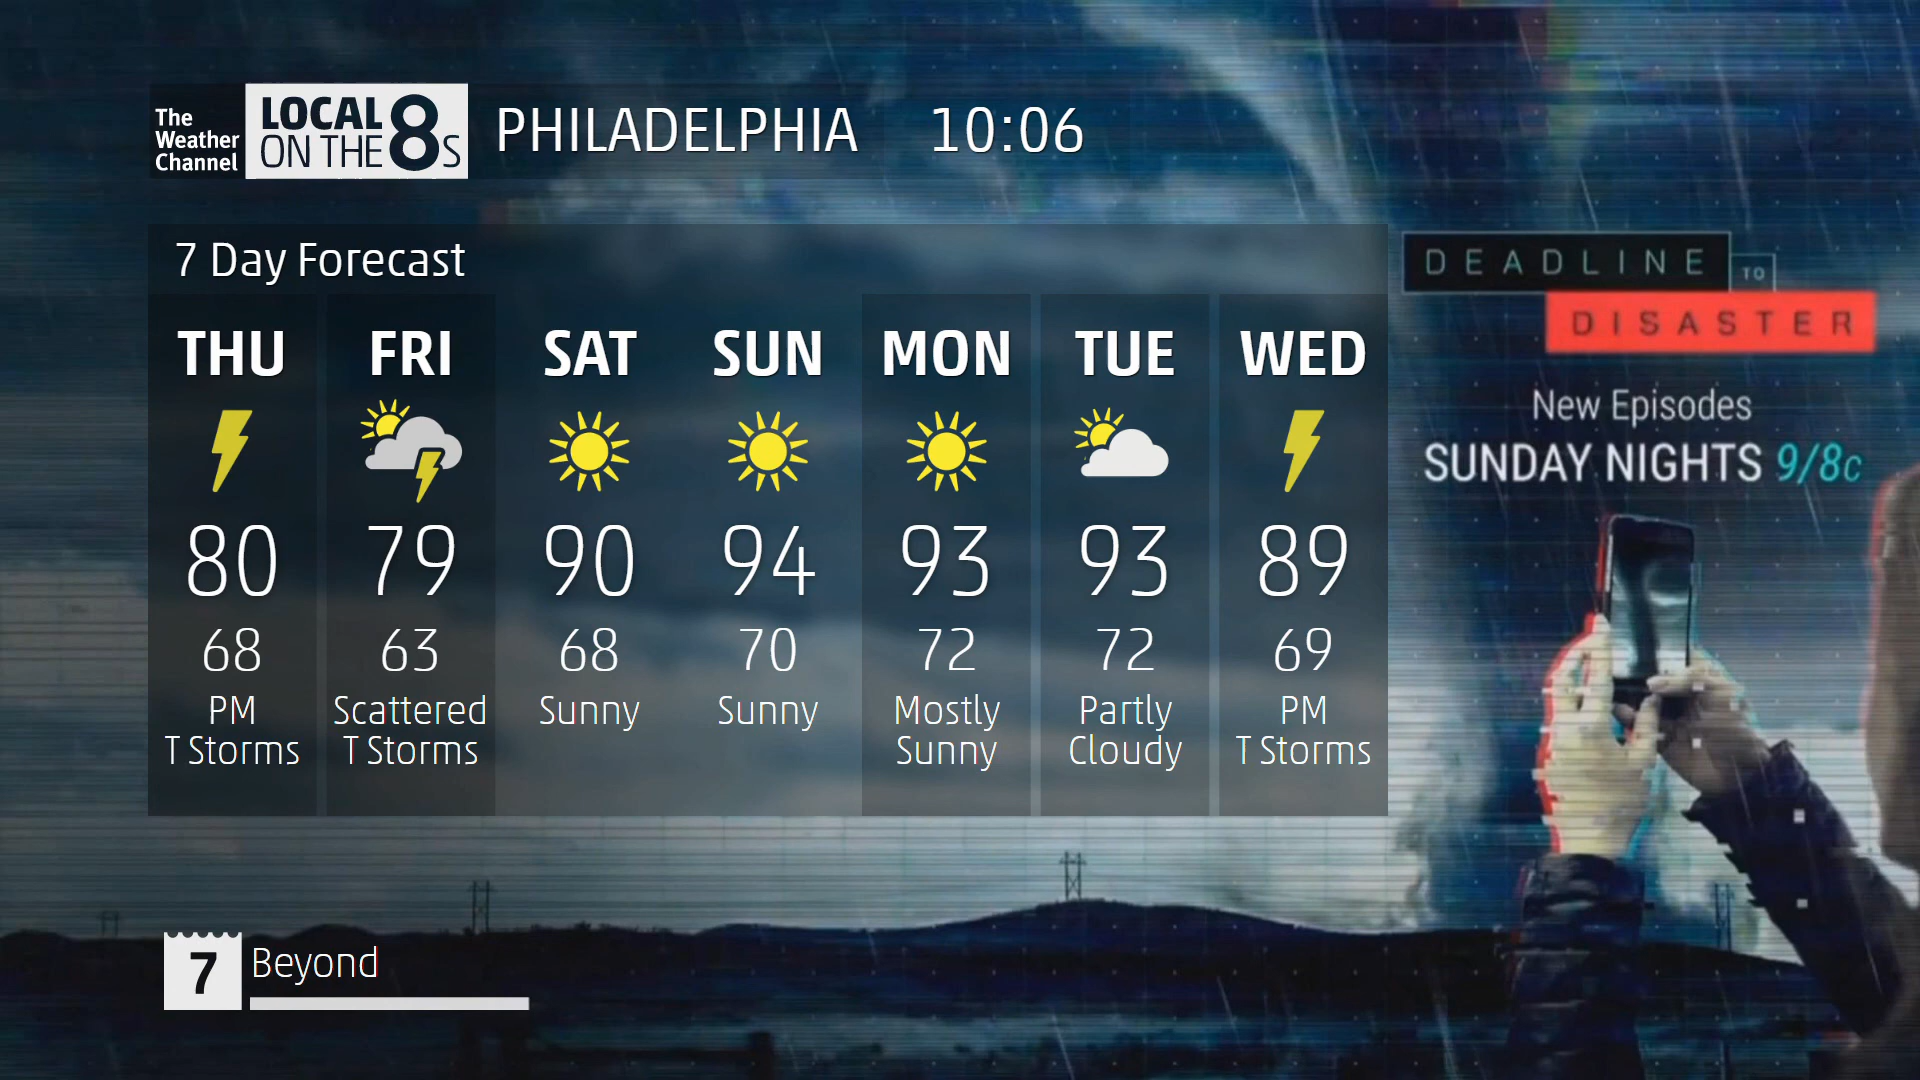 The
Weather
Channel
LOCAL
ON THE 8s
PHILADELPHIA 10:06
7 Day Forecast
THU FRI SAT SUN MON TUE WED
80 79 90 94 93 93 89
68 63 68 70 72 72 69
PM Scattered Sunny Sunny Mostly Partly PM
T Storms T Storms Sunny Cloudy T Storms
DEADLINE TO
DISASTER
New Episodes
SUNDAY NIGHTS 9/8c
7 Beyond